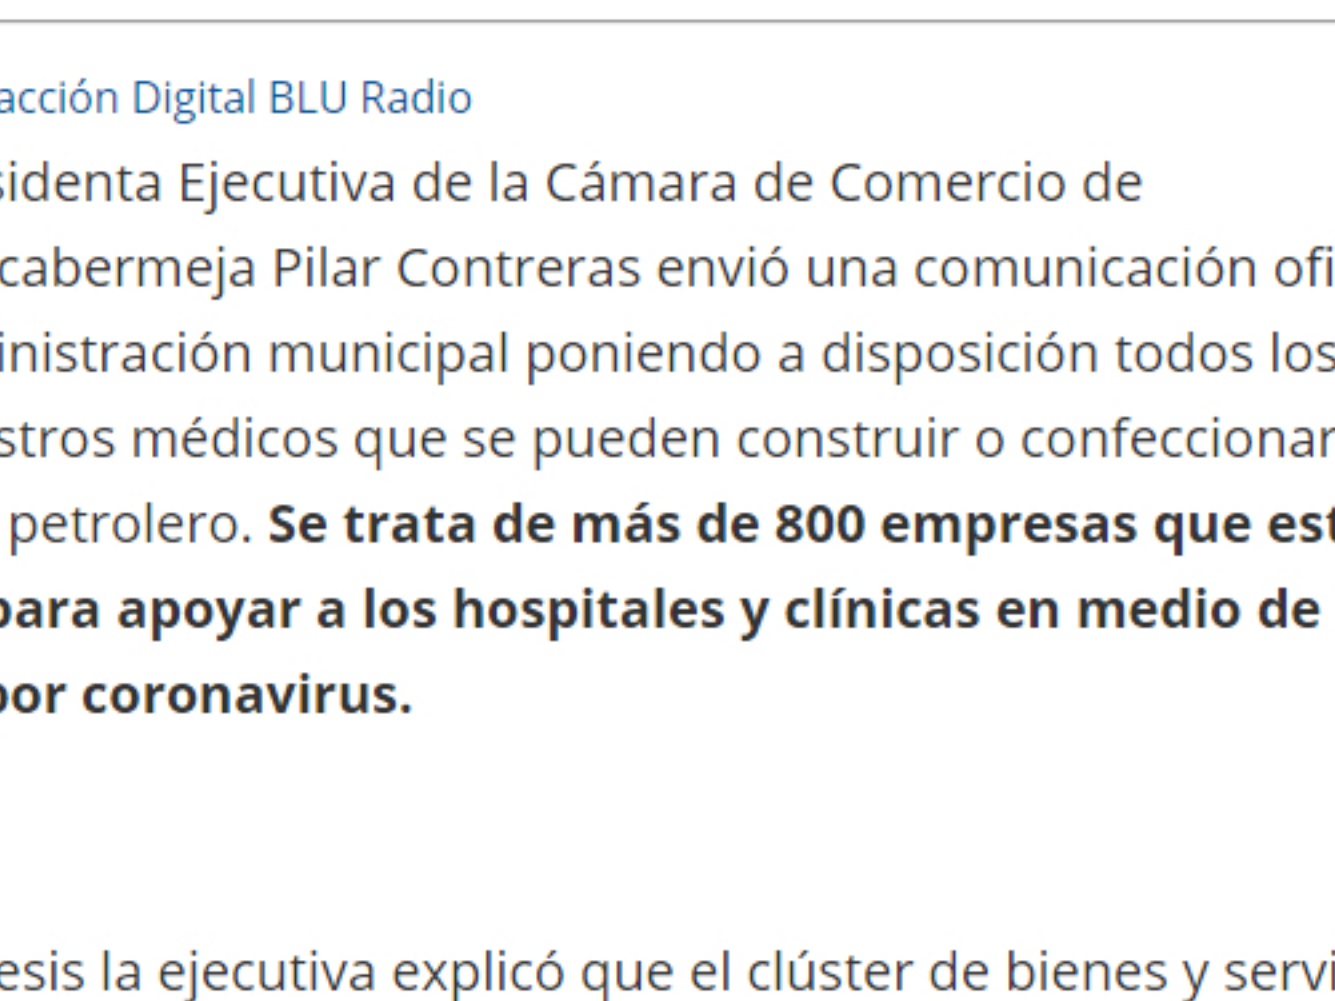 acción Digital BLU Radio
sidenta Ejecutiva de la Cámara de Comercio de
cabermeja Pilar Contreras envió una comunicación ofi
inistración municipal poniendo a disposición todos los
stros médicos que se pueden construir o confeccionar
petrolero. Se trata de más de 800 empresas que est
para apoyar a los hospitales y clínicas en medio de
por coronavirus.
esis la ejecutiva explicó que el clúster de bienes y servi